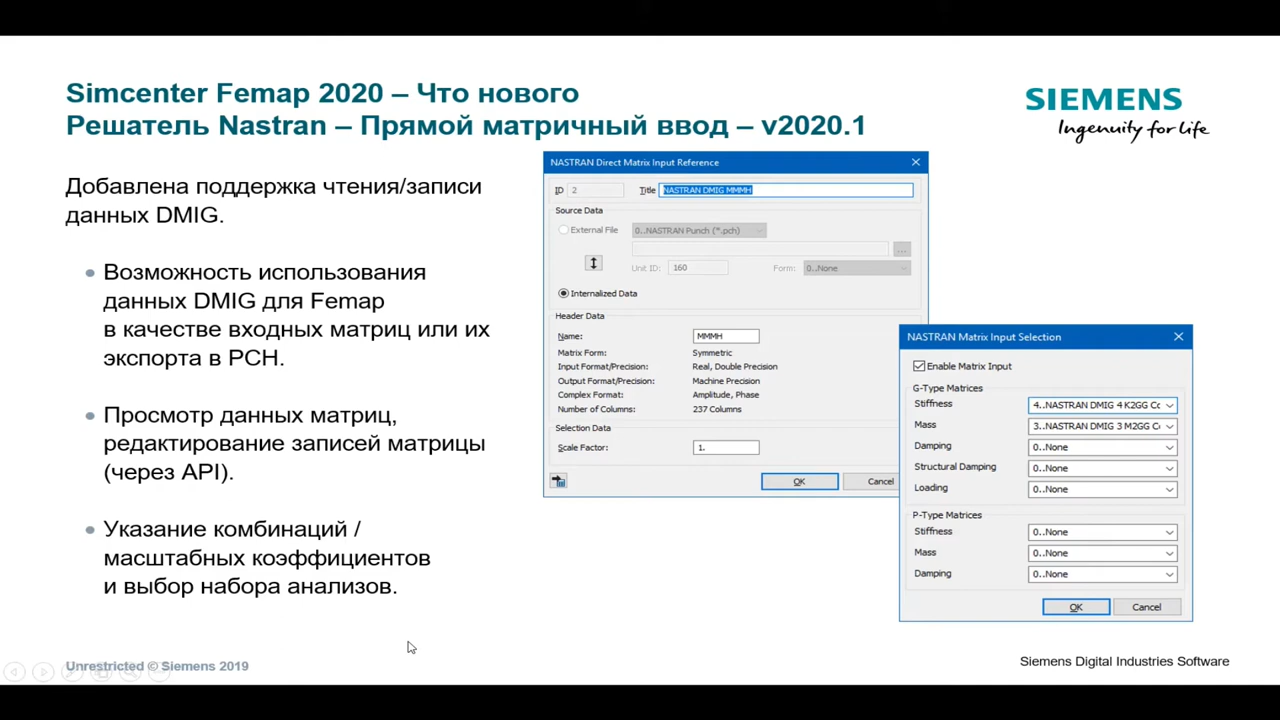 Simcenter Femap 2020 – Что нового
Решатель Nastran – Прямой матричный ввод – v2020.1
SIEMENS
Ingenuity for life
Добавлена поддержка чтения/записи
данных DMIG.
Возможность использования
данных DMIG для Femap
в качестве входных матриц или их
экспорта в PCH.
Просмотр данных матриц,
редактирование записей матрицы
(через API).
Указание комбинаций /
масштабных коэффициентов
и выбор набора анализов.
NASTRAN Direct Matrix Input Reference
ID 2 Title NASTRAN DMIG MMMH
Source Data
External File 0..NASTRAN Punch (*.pch)
...
Unit ID: 160 Form: 0..None
Internalized Data
Header Data
Name: MMMH
Matrix Form: Symmetric
Input Format/Precision: Real, Double Precision
Output Format/Precision: Machine Precision
Complex Format: Amplitude, Phase
Number of Columns: 237 Columns
Selection Data
Scale Factor: 1.
OK Cancel
NASTRAN Matrix Input Selection
Enable Matrix Input
G-Type Matrices
Stiffness 4..NASTRAN DMIG 4 K2GG Cc
Mass 3..NASTRAN DMIG 3 M2GG C
Damping 0..None
Structural Damping 0..None
Loading 0..None
P-Type Matrices
Stiffness 0..None
Mass 0..None
Damping 0..None
OK Cancel
Unrestricted © Siemens 2019
Siemens Digital Industries Software